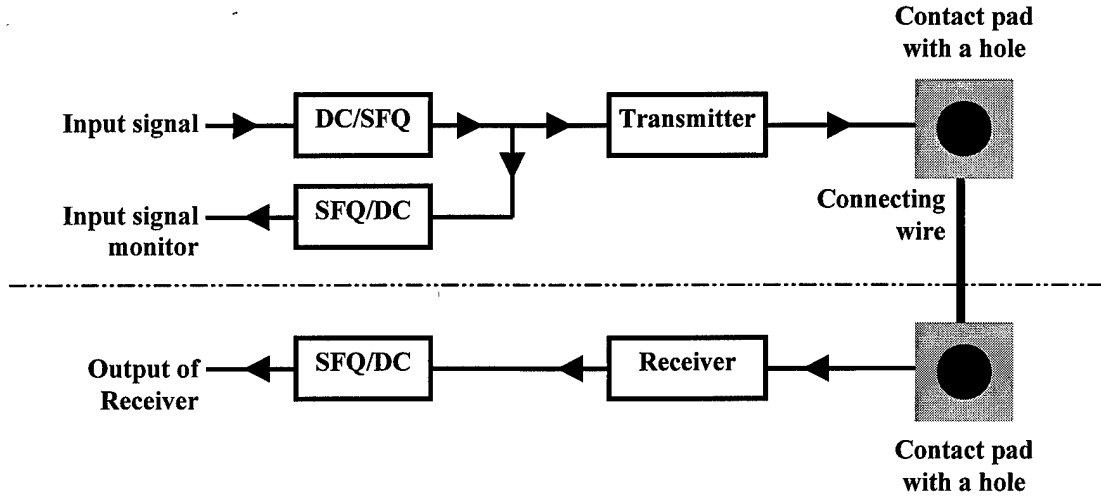 Contact pad
with a hole
Input signal
DC/SFQ
Transmitter
Input signal
monitor
SFQ/DC
Connecting
wire
Output of
Receiver
SFQ/DC
Receiver
Contact pad
with a hole